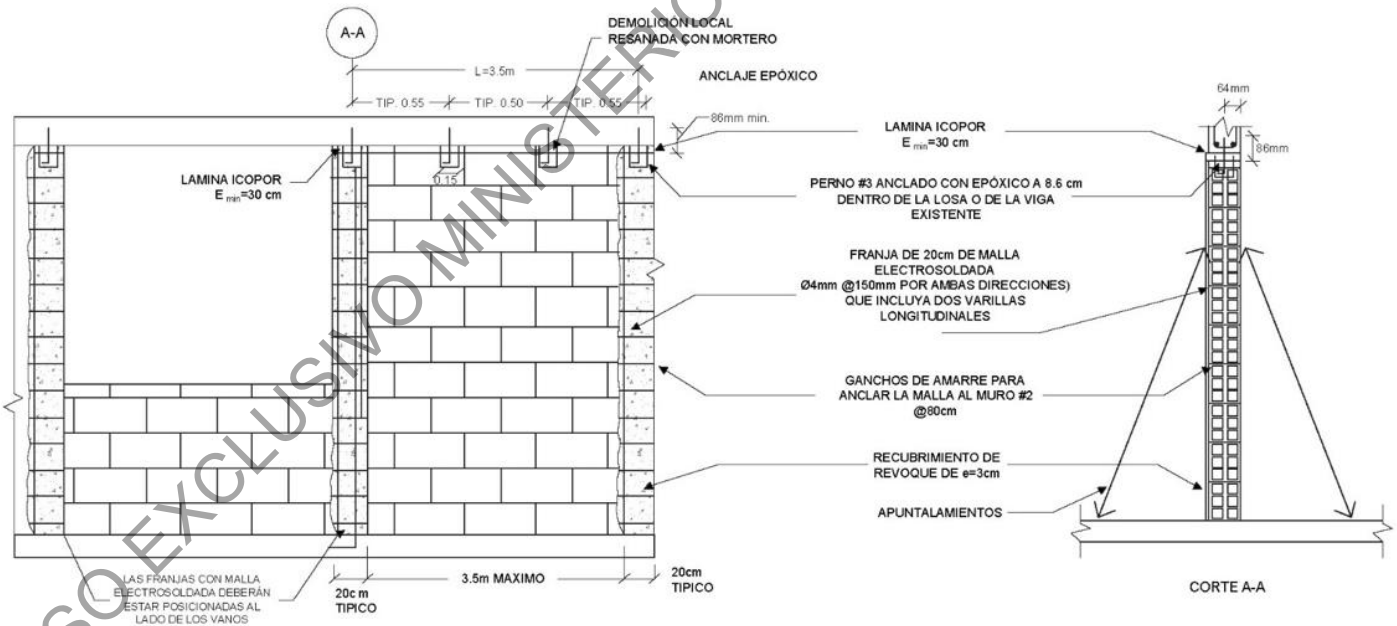 A-A
DEMOLICIÓN LOCAL
RESANADA CON MORTERO
L=3.5m
ANCLAJE EPÓXICO
TIP. 0.55
TIP. 0.50
TIP. 0.55
86mm min.
LAMINA ICOPOR
E min=30 cm
0.15
LAMINA ICOPOR
E min=30 cm
PERNO #3 ANCLADO CON EPÓXICO A 8.6 cm
DENTRO DE LA LOSA O DE LA VIGA
EXISTENTE
FRANJA DE 20cm DE MALLA
ELECTROSOLDADA
Ø4mm @150mm POR AMBAS DIRECCIONES)
QUE INCLUYA DOS VARILLAS
LONGITUDINALES
GANCHOS DE AMARRE PARA
ANCLAR LA MALLA AL MURO #2
@80cm
RECUBRIMIENTO DE
REVOQUE DE e=3cm
APUNTALAMIENTOS
64mm
86mm
CORTE A-A
LAS FRANJAS CON MALLA
ELECTROSOLDADA DEBERÁN
ESTAR POSICIONADAS AL
LADO DE LOS VANOS
20c m
TIPICO
3.5m MAXIMO
20cm
TIPICO
SO EXCLUSIVO MINISTERIO